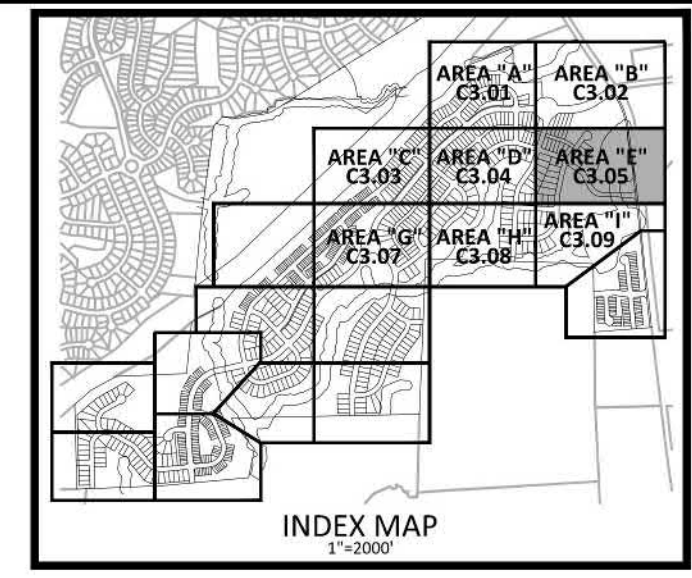 AREA "A"
C3.01
AREA "B"
C3.02
AREA "C"
C3.03
AREA "D"
C3.04
AREA "E"
C3.05
AREA "G"
C3.07
AREA "H"
C3.08
AREA "I"
C3.09
INDEX MAP
1"=2000'